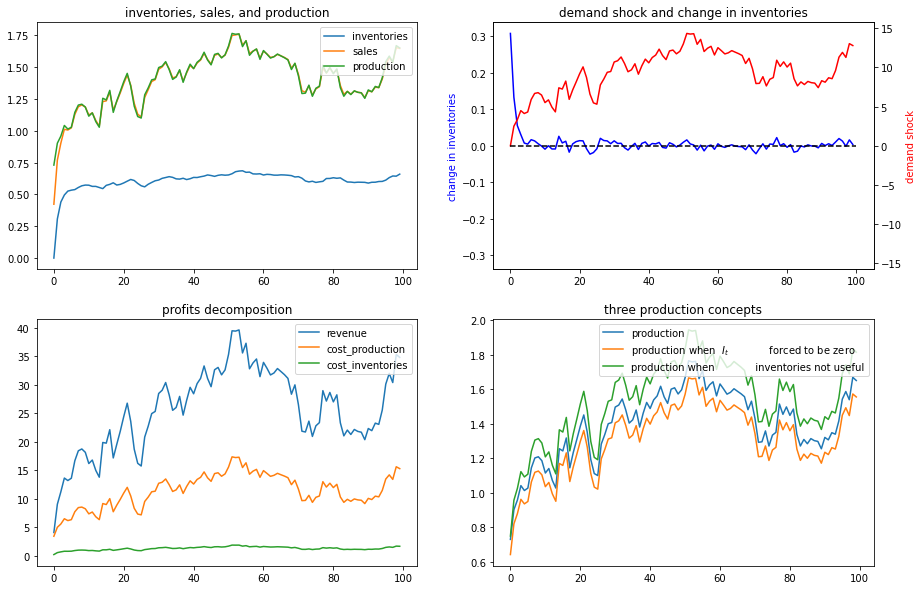 inventories, sales, and production
inventories
sales
production
1.75
1.50
1.25
1.00
0.75
0.50
0.25
0.00
0 20 40 60 80 100
demand shock and change in inventories
change in inventories
0.3
0.2
0.1
0.0
−0.1
−0.2
−0.3
0 20 40 60 80 100
15
10
5
0
−5
−10
−15
demand shock
profits decomposition
revenue
cost_production
cost_inventories
40
35
30
25
20
15
10
5
0
0 20 40 60 80 100
three production concepts
production
production when I_t forced to be zero
production when inventories not useful
2.0
1.8
1.6
1.4
1.2
1.0
0.8
0.6
0 20 40 60 80 100